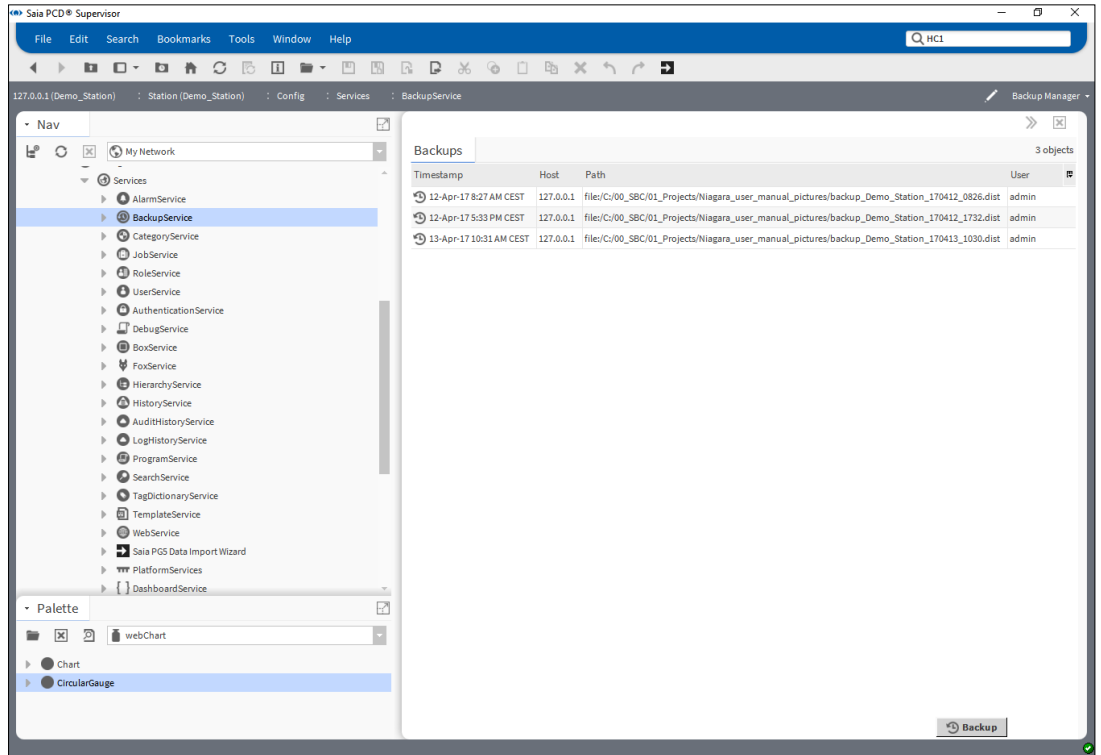 Saia PCD® Supervisor
File Edit Search Bookmarks Tools Window Help HC1
127.0.0.1 (Demo_Station) : Station (Demo_Station) : Config : Services : BackupService Backup Manager
Nav
My Network
Services
AlarmService
BackupService
CategoryService
JobService
RoleService
UserService
AuthenticationService
DebugService
BoxService
FoxService
HierarchyService
HistoryService
AuditHistoryService
LogHistoryService
ProgramService
SearchService
TagDictionaryService
TemplateService
WebService
Saia PG5 Data Import Wizard
PlatformServices
DashboardService
Palette
webChart
Chart
CircularGauge
Backups 3 objects
Timestamp Host Path User
12-Apr-17 8:27 AM CEST 127.0.0.1 file:/C:/00_SBC/01_Projects/Niagara_user_manual_pictures/backup_Demo_Station_170412_0826.dist admin
12-Apr-17 5:33 PM CEST 127.0.0.1 file:/C:/00_SBC/01_Projects/Niagara_user_manual_pictures/backup_Demo_Station_170412_1732.dist admin
13-Apr-17 10:31 AM CEST 127.0.0.1 file:/C:/00_SBC/01_Projects/Niagara_user_manual_pictures/backup_Demo_Station_170413_1030.dist admin
Backup